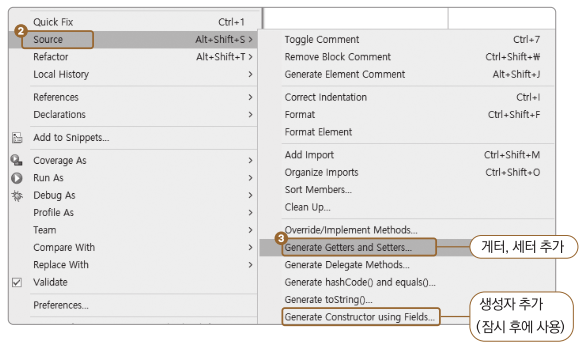 Quick Fix Ctrl+1
2
Source Alt+Shift+S >
Refactor Alt+Shift+T >
Local History >
References >
Declarations >
Add to Snippets...
Coverage As >
Run As >
Debug As >
Profile As >
Team >
Compare With >
Replace With >
Validate
Preferences...
Toggle Comment Ctrl+7
Remove Block Comment Ctrl+Shift+₩
Generate Element Comment Alt+Shift+J
Correct Indentation Ctrl+I
Format Ctrl+Shift+F
Format Element
Add Import Ctrl+Shift+M
Organize Imports Ctrl+Shift+O
Sort Members...
Clean Up...
Override/Implement Methods...
3
Generate Getters and Setters...
게터, 세터 추가
Generate Delegate Methods...
Generate hashCode() and equals()...
Generate toString()...
Generate Constructor using Fields...
생성자 추가
(잠시 후에 사용)